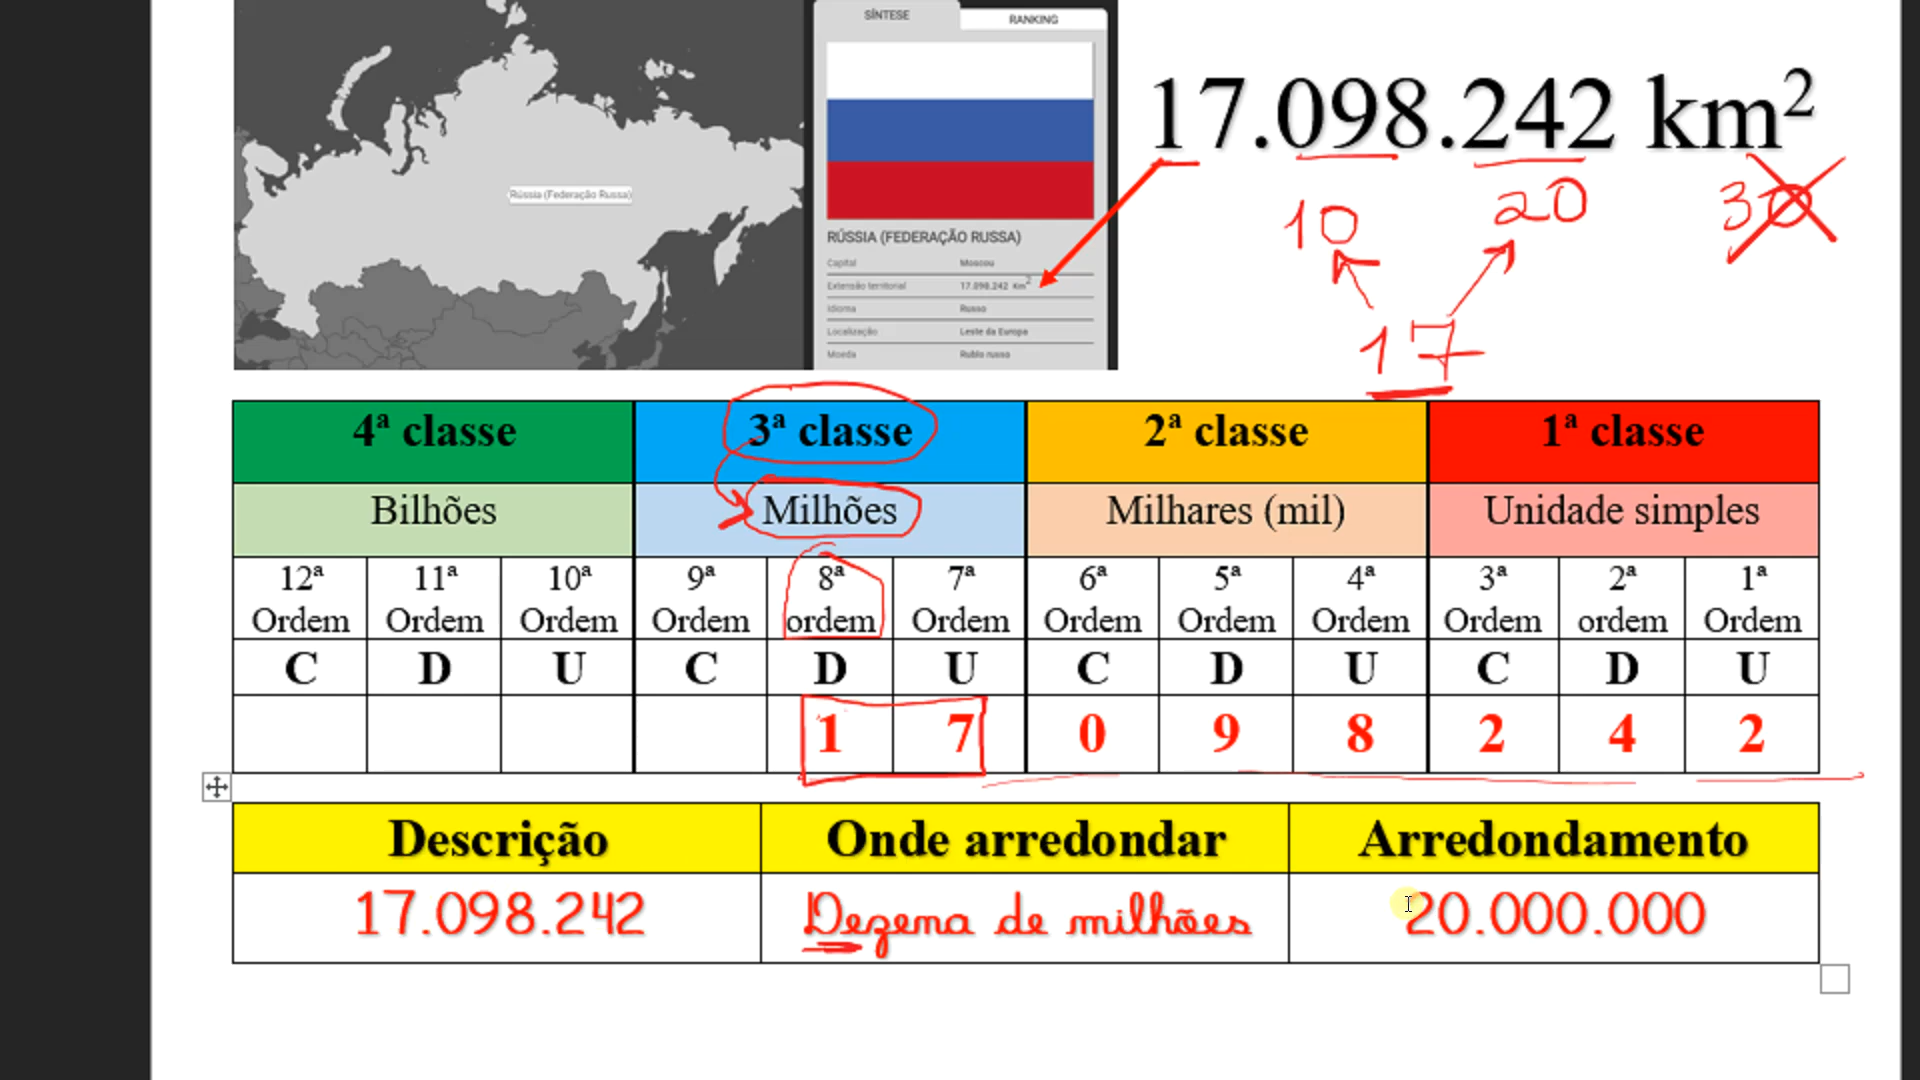 SÍNTESE
RANKING
Rússia (Federação Russa)
RÚSSIA (FEDERAÇÃO RUSSA)
Capital Moscou
Extensão territorial 17.098.242 Km²
Idioma Russo
Localização Leste da Europa
Moeda Rublo russo
17.098.242 km²
10 20 30
17
4ª classe 3ª classe 2ª classe 1ª classe
Bilhões Milhões Milhares (mil) Unidade simples
12ª 11ª 10ª 9ª 8ª 7ª 6ª 5ª 4ª 3ª 2ª 1ª
Ordem Ordem Ordem Ordem ordem Ordem Ordem Ordem Ordem Ordem ordem Ordem
C D U C D U C D U C D U
1 7 0 9 8 2 4 2
Descrição Onde arredondar Arredondamento
17.098.242 Dezena de milhões 20.000.000